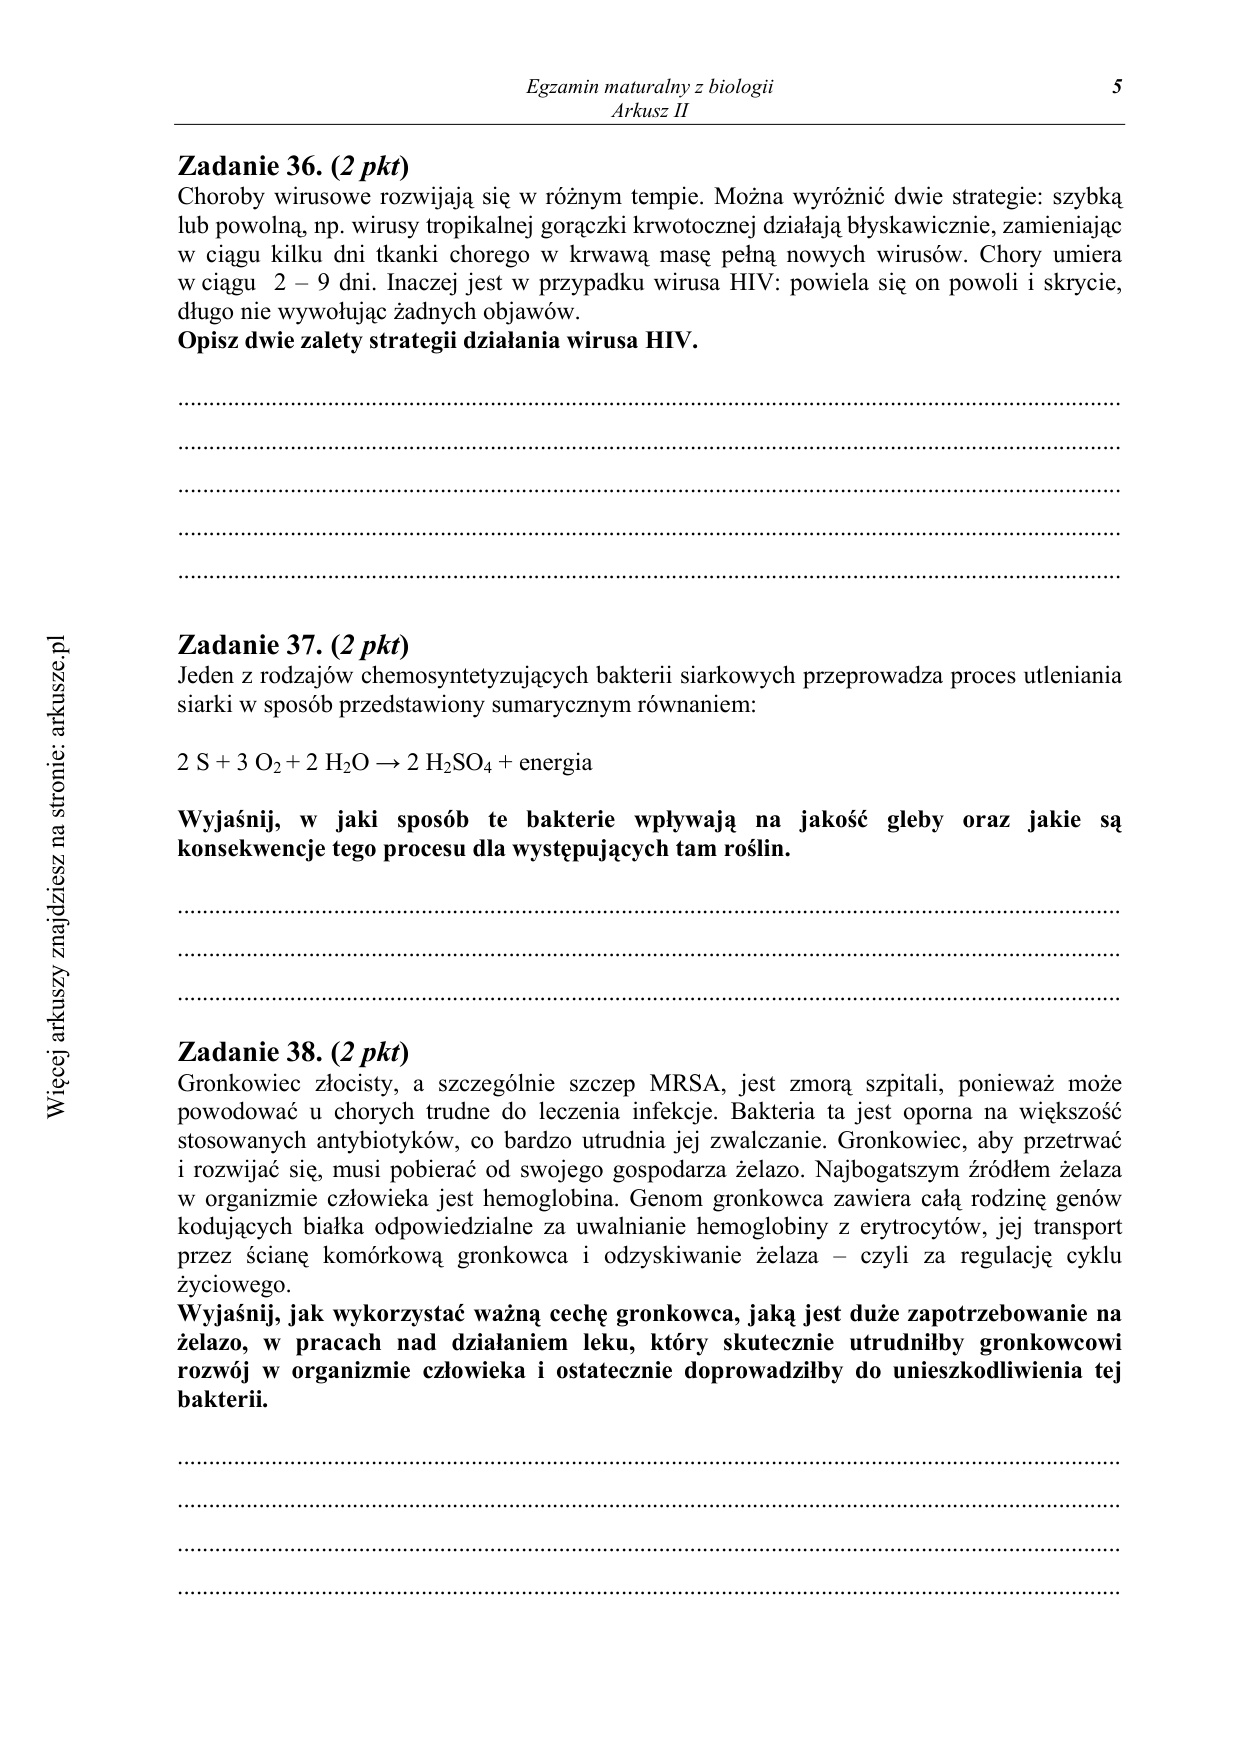 Egzamin maturalny z biologii 5
Arkusz II
Zadanie 36. (2 pkt)
Choroby wirusowe rozwijają się w różnym tempie. Można wyróżnić dwie strategie: szybką
lub powolną, np. wirusy tropikalnej gorączki krwotocznej działają błyskawicznie, zamieniając
w ciągu kilku dni tkanki chorego w krwawą masę pełną nowych wirusów. Chory umiera
w ciągu 2 – 9 dni. Inaczej jest w przypadku wirusa HIV: powiela się on powoli i skrycie,
długo nie wywołując żadnych objawów.
Opisz dwie zalety strategii działania wirusa HIV.
Zadanie 37. (2 pkt)
Jeden z rodzajów chemosyntetyzujących bakterii siarkowych przeprowadza proces utleniania
siarki w sposób przedstawiony sumarycznym równaniem:
2 S + 3 O₂ + 2 H₂O → 2 H₂SO₄ + energia
Wyjaśnij, w jaki sposób te bakterie wpływają na jakość gleby oraz jakie są
konsekwencje tego procesu dla występujących tam roślin.
Zadanie 38. (2 pkt)
Gronkowiec złocisty, a szczególnie szczep MRSA, jest zmorą szpitali, ponieważ może
powodować u chorych trudne do leczenia infekcje. Bakteria ta jest oporna na większość
stosowanych antybiotyków, co bardzo utrudnia jej zwalczanie. Gronkowiec, aby przetrwać
i rozwijać się, musi pobierać od swojego gospodarza żelazo. Najbogatszym źródłem żelaza
w organizmie człowieka jest hemoglobina. Genom gronkowca zawiera całą rodzinę genów
kodujących białka odpowiedzialne za uwalnianie hemoglobiny z erytrocytów, jej transport
przez ścianę komórkową gronkowca i odzyskiwanie żelaza – czyli za regulację cyklu
życiowego.
Wyjaśnij, jak wykorzystać ważną cechę gronkowca, jaką jest duże zapotrzebowanie na
żelazo, w pracach nad działaniem leku, który skutecznie utrudniłby gronkowcowi
rozwój w organizmie człowieka i ostatecznie doprowadziłby do unieszkodliwienia tej
bakterii.
Więcej arkuszy znajdziesz na stronie: arkusze.pl